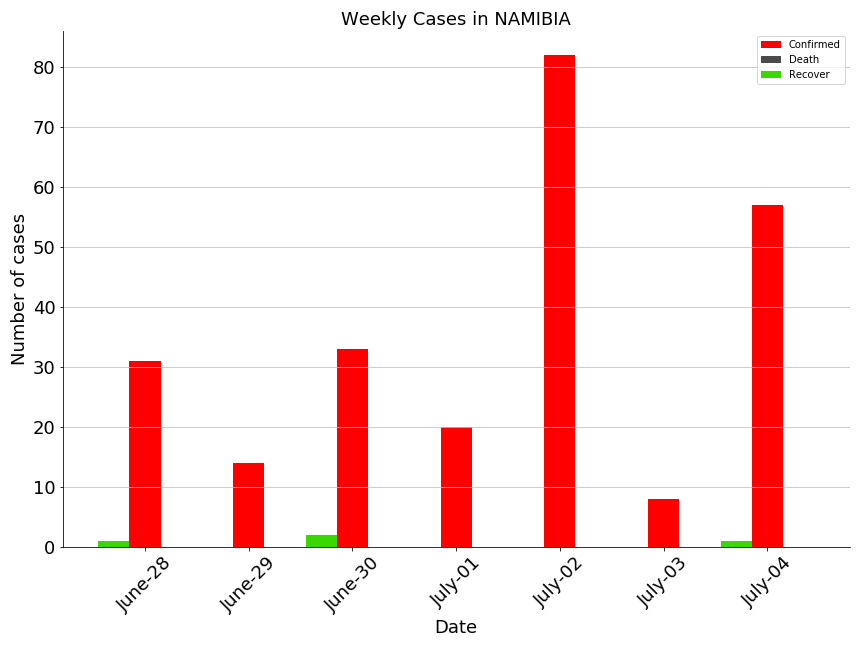 Weekly Cases in NAMIBIA
Confirmed
Death
Recover
Number of cases
80
70
60
50
40
30
20
10
0
June-28
June-29
June-30
July-01
July-02
July-03
July-04
Date